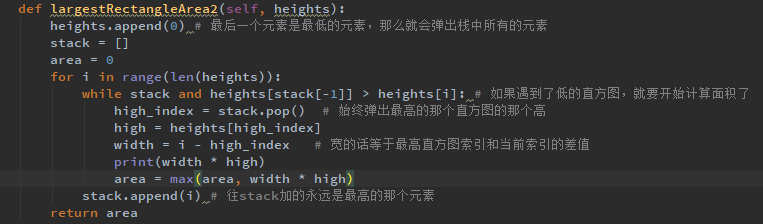 def largestRectangleArea2(self, heights):
    heights.append(0) # 最后一个元素是最低的元素，那么就会弹出栈中所有的元素
    stack = []
    area = 0
    for i in range(len(heights)):
        while stack and heights[stack[-1]] > heights[i]: # 如果遇到了低的直方图，就要开始计算面积了
            high_index = stack.pop()  # 始终弹出最高的那个直方图的那个高
            high = heights[high_index]
            width = i - high_index   # 宽的话等于最高直方图索引和当前索引的差值
            print(width * high)
            area = max(area, width * high)
        stack.append(i) # 往stack加的永远是最高的那个元素
    return area